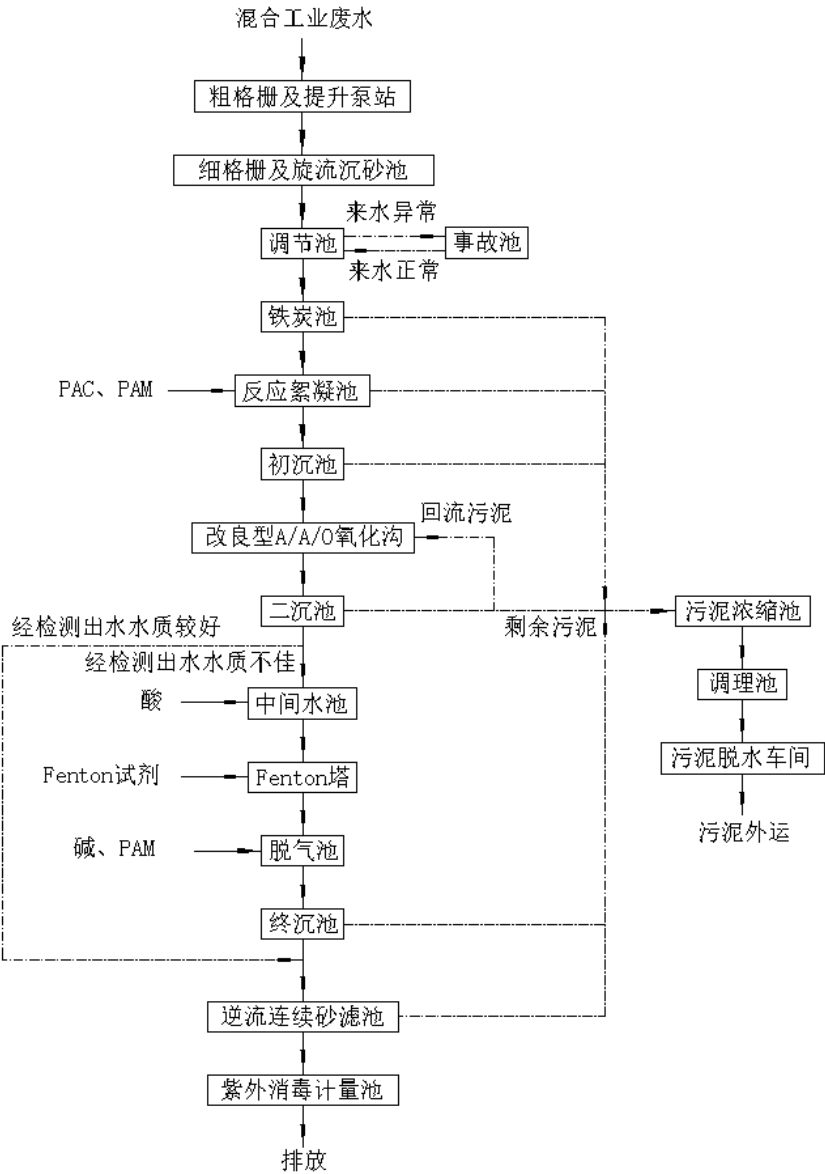 混合工业废水
粗格栅及提升泵站
细格栅及旋流沉砂池
来水异常
调节池
事故池
来水正常
铁炭池
PAC、PAM
反应絮凝池
初沉池
回流污泥
改良型A/A/O氧化沟
二沉池
污泥浓缩池
剩余污泥
经检测出水水质较好
经检测出水水质不佳
调理池
酸
中间水池
污泥脱水车间
Fenton试剂
Fenton塔
污泥外运
碱、PAM
脱气池
终沉池
逆流连续砂滤池
紫外消毒计量池
排放